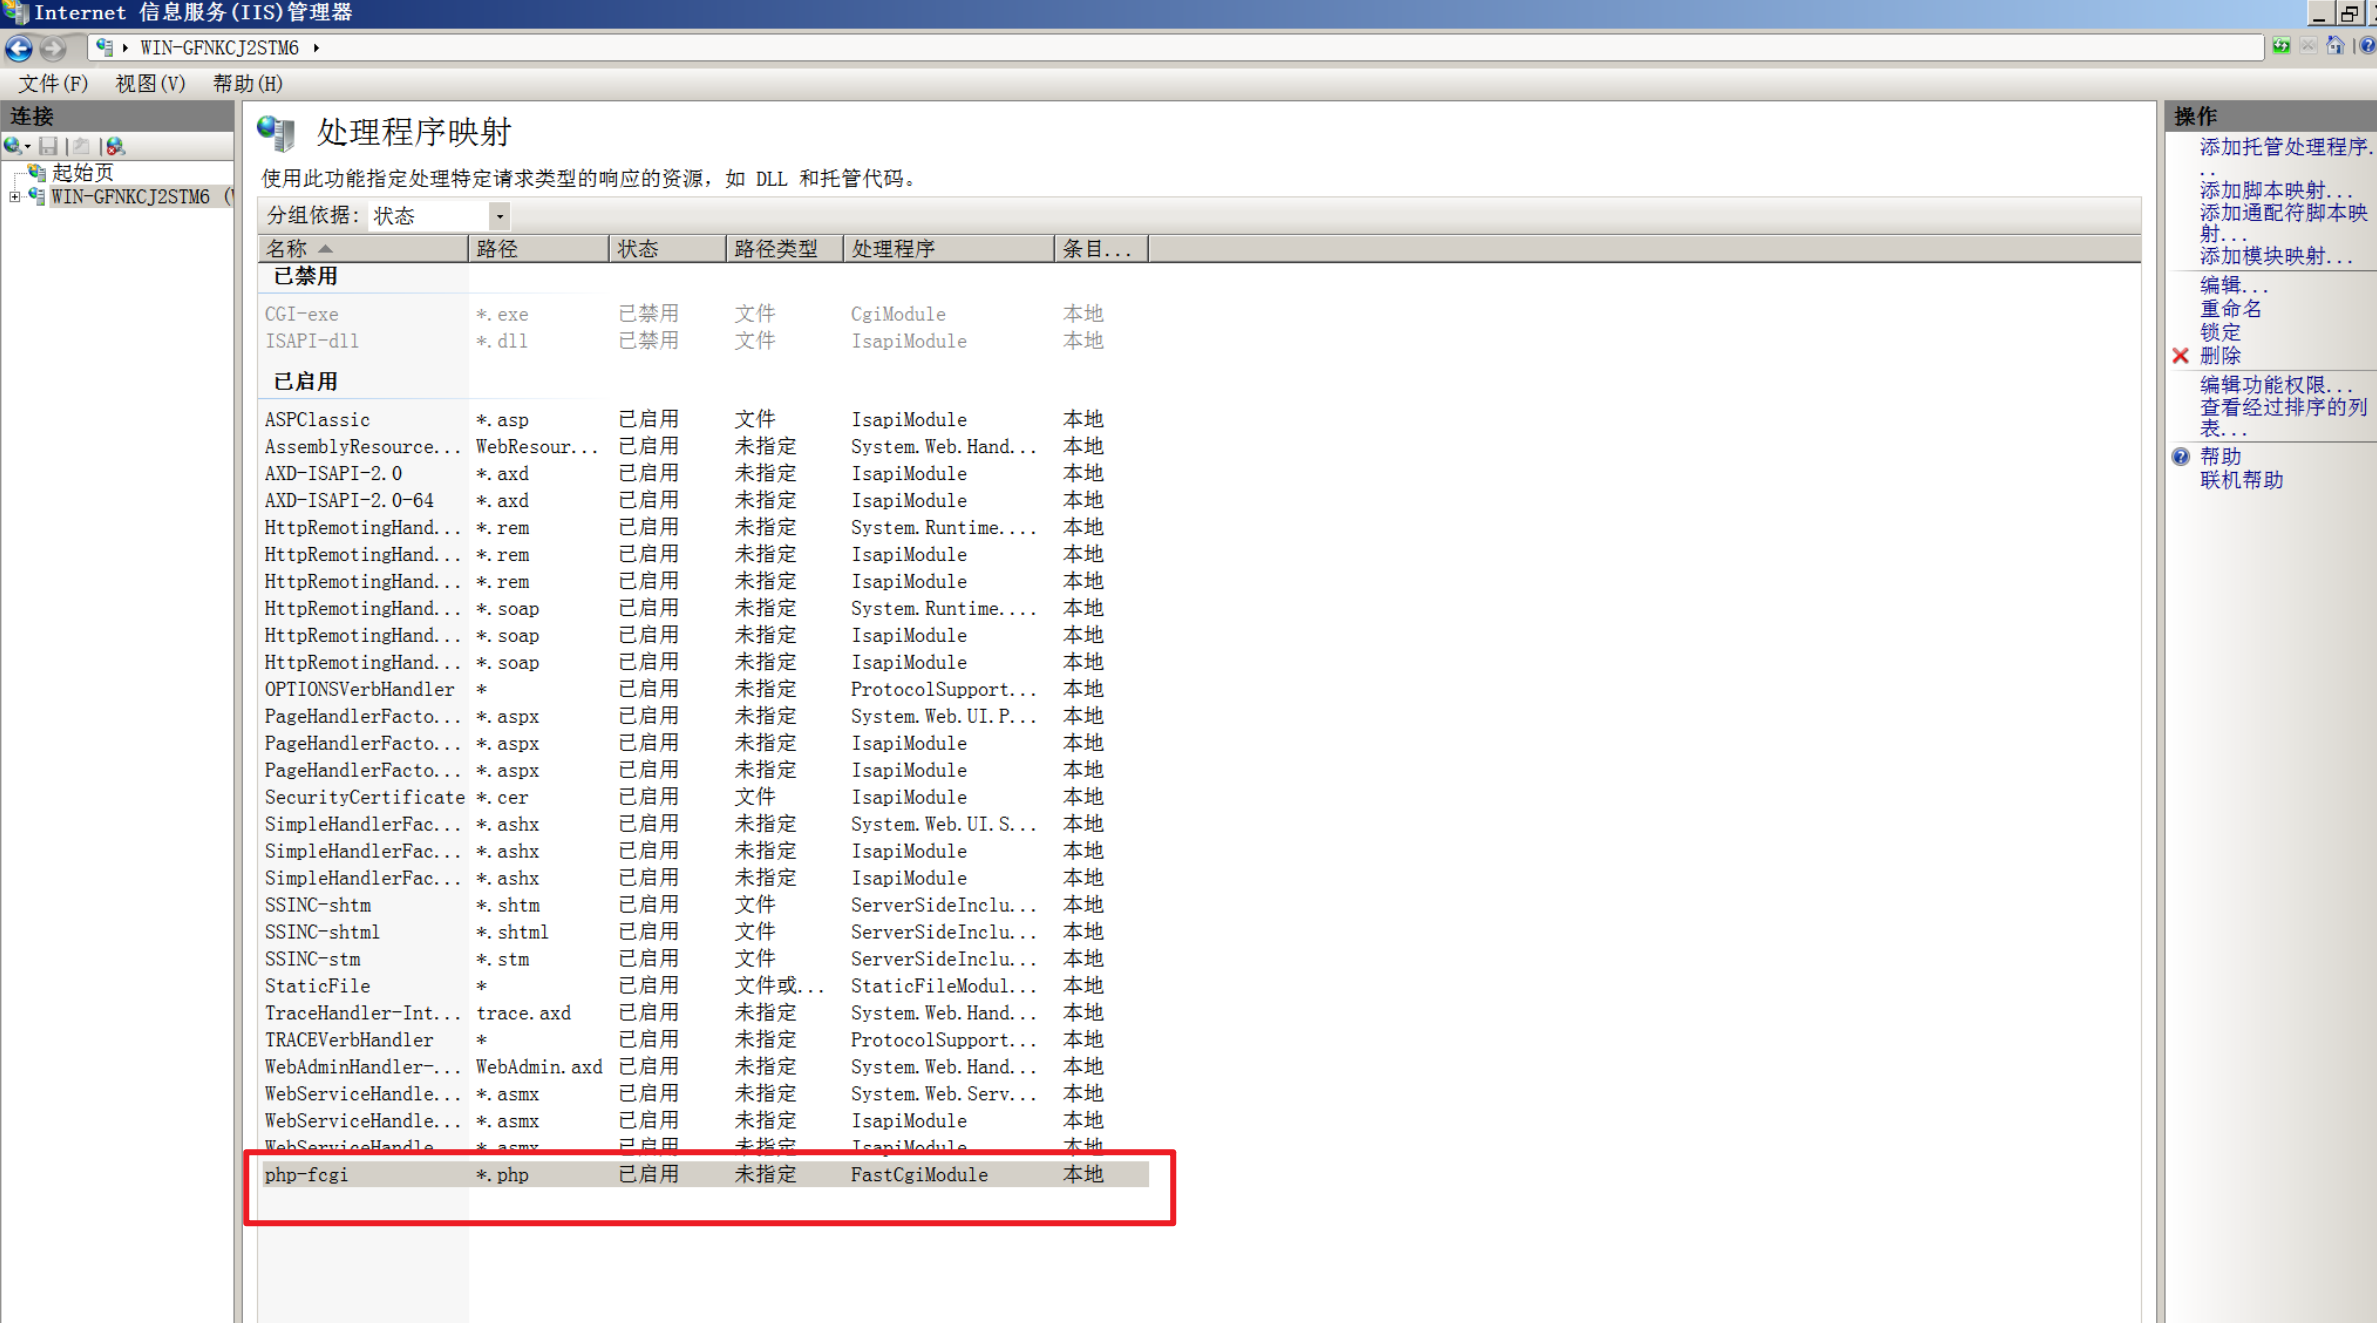 Internet 信息服务(IIS)管理器
WIN-GFNKCJ2STM6
文件(F) 视图(V) 帮助(H)
连接
起始页
WIN-GFNKCJ2STM6 (
处理程序映射
使用此功能指定处理特定请求类型的响应的资源，如 DLL 和托管代码。
分组依据: 状态
名称 路径 状态 路径类型 处理程序 条目...
已禁用
CGI-exe *.exe 已禁用 文件 CgiModule 本地
ISAPI-dll *.dll 已禁用 文件 IsapiModule 本地
已启用
ASPClassic *.asp 已启用 文件 IsapiModule 本地
AssemblyResource... WebResour... 已启用 未指定 System.Web.Hand... 本地
AXD-ISAPI-2.0 *.axd 已启用 未指定 IsapiModule 本地
AXD-ISAPI-2.0-64 *.axd 已启用 未指定 IsapiModule 本地
HttpRemotingHand... *.rem 已启用 未指定 System.Runtime.... 本地
HttpRemotingHand... *.rem 已启用 未指定 IsapiModule 本地
HttpRemotingHand... *.rem 已启用 未指定 IsapiModule 本地
HttpRemotingHand... *.soap 已启用 未指定 System.Runtime.... 本地
HttpRemotingHand... *.soap 已启用 未指定 IsapiModule 本地
HttpRemotingHand... *.soap 已启用 未指定 IsapiModule 本地
OPTIONSVerbHandler * 已启用 未指定 ProtocolSupport... 本地
PageHandlerFacto... *.aspx 已启用 未指定 System.Web.UI.P... 本地
PageHandlerFacto... *.aspx 已启用 未指定 IsapiModule 本地
PageHandlerFacto... *.aspx 已启用 未指定 IsapiModule 本地
SecurityCertificate *.cer 已启用 文件 IsapiModule 本地
SimpleHandlerFac... *.ashx 已启用 未指定 System.Web.UI.S... 本地
SimpleHandlerFac... *.ashx 已启用 未指定 IsapiModule 本地
SimpleHandlerFac... *.ashx 已启用 未指定 IsapiModule 本地
SSINC-shtm *.shtm 已启用 文件 ServerSideInclu... 本地
SSINC-shtml *.shtml 已启用 文件 ServerSideInclu... 本地
SSINC-stm *.stm 已启用 文件 ServerSideInclu... 本地
StaticFile * 已启用 文件或... StaticFileModul... 本地
TraceHandler-Int... trace.axd 已启用 未指定 System.Web.Hand... 本地
TRACEVerbHandler * 已启用 未指定 ProtocolSupport... 本地
WebAdminHandler-... WebAdmin.axd 已启用 未指定 System.Web.Hand... 本地
WebServiceHandle... *.asmx 已启用 未指定 System.Web.Serv... 本地
WebServiceHandle... *.asmx 已启用 未指定 IsapiModule 本地
WebServiceHandle... *.asmx 已启用 未指定 IsapiModule 本地
php-fcgi *.php 已启用 未指定 FastCgiModule 本地
操作
添加托管处理程序.
..
添加脚本映射...
添加通配符脚本映
射...
添加模块映射...
编辑...
重命名
锁定
删除
编辑功能权限...
查看经过排序的列
表...
帮助
联机帮助